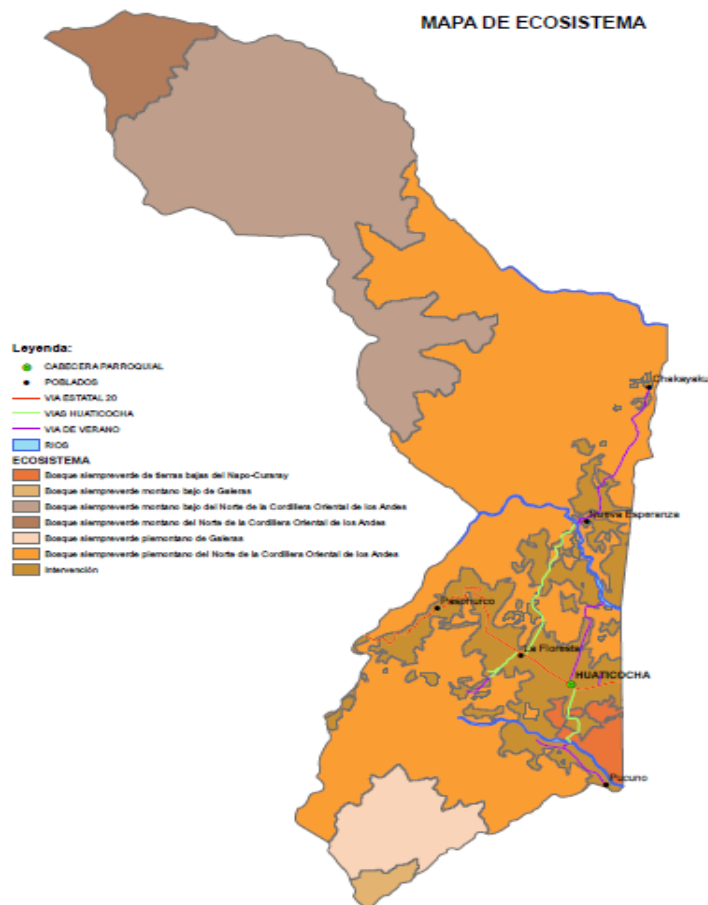 MAPA DE ECOSISTEMA
Leyenda:
CABECERA PARROQUIAL
POBLADOS
VIA ESTATAL 20
VIAS HUATICOCHA
VIA DE VERANO
RIOS
ECOSISTEMA
Bosque siempreverde de tierras bajas del Napo-Curaray
Bosque siempreverde montano bajo de Galeras
Bosque siempreverde montano bajo del Norte de la Cordillera Oriental de los Andes
Bosque siempreverde montano del Norte de la Cordillera Oriental de los Andes
Bosque siempreverde piemontano de Galeras
Bosque siempreverde piemontano del Norte de la Cordillera Oriental de los Andes
Intervención
Chakayaku
Nueva Esperanza
Pasohurco
La Floresta
HUATICOCHA
Pucuno